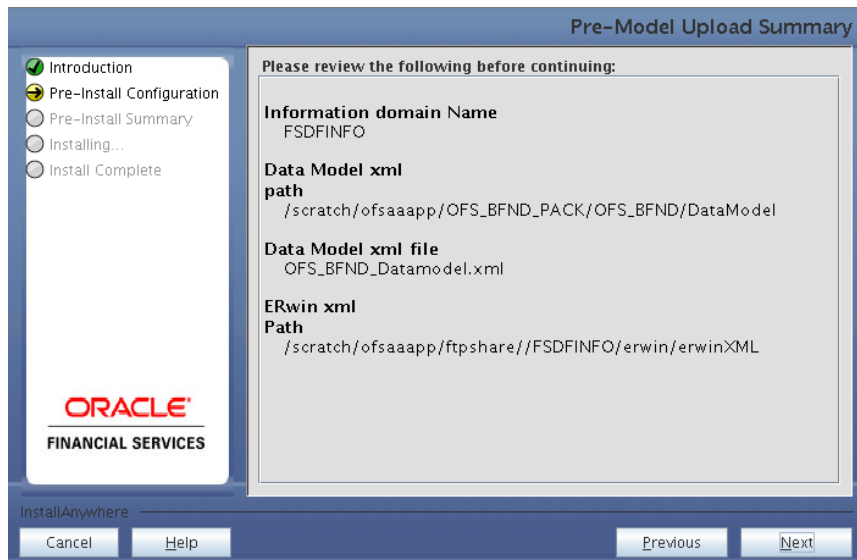 Pre-Model Upload Summary
Introduction
Pre-Install Configuration
Pre-Install Summary
Installing...
Install Complete
ORACLE
FINANCIAL SERVICES
Please review the following before continuing:
Information domain Name
FSDFINFO
Data Model xml
path
/scratch/ofsaaapp/OFS_BFND_PACK/OFS_BFND/DataModel
Data Model xml file
OFS_BFND_Datamodel.xml
ERwin xml
Path
/scratch/ofsaaapp/ftpshare//FSDFINFO/erwin/erwinXML
InstallAnywhere
Cancel
Help
Previous
Next